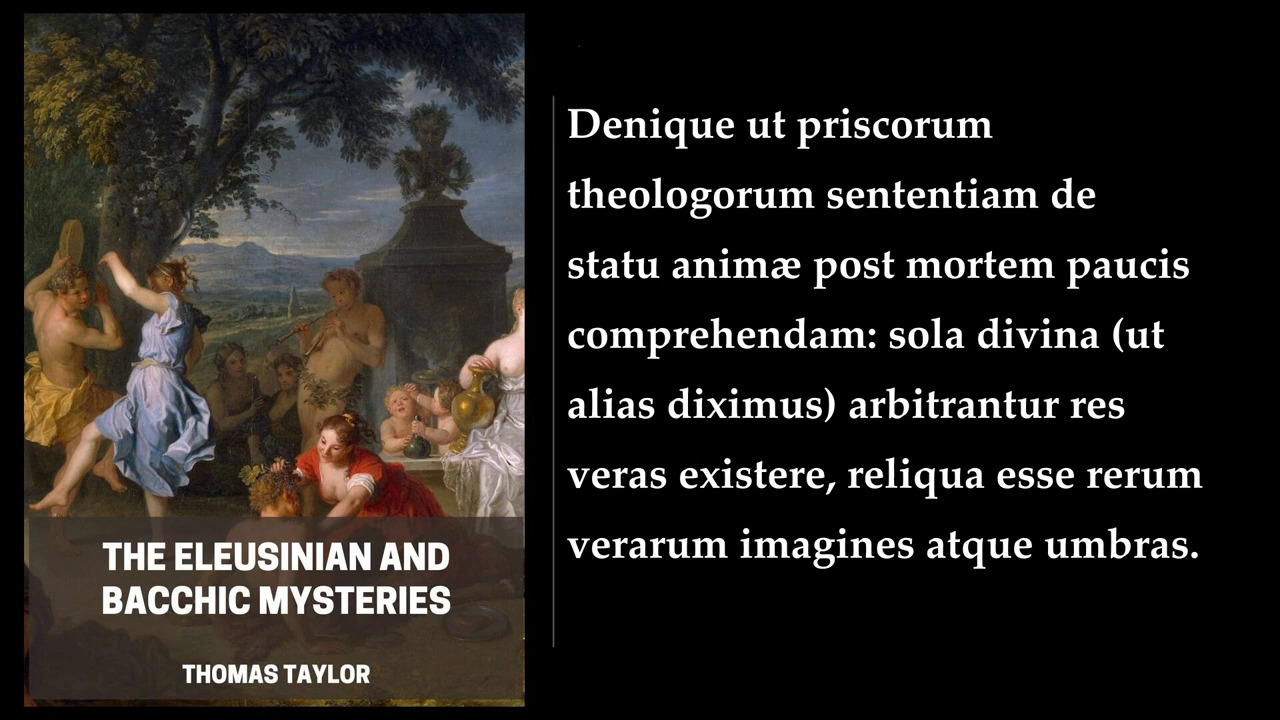 THE ELEUSINIAN AND
BACCHIC MYSTERIES
THOMAS TAYLOR
Denique ut priscorum
theologorum sententiam de
statu animæ post mortem paucis
comprehendam: sola divina (ut
alias diximus) arbitrantur res
veras existere, reliqua esse rerum
verarum imagines atque umbras.